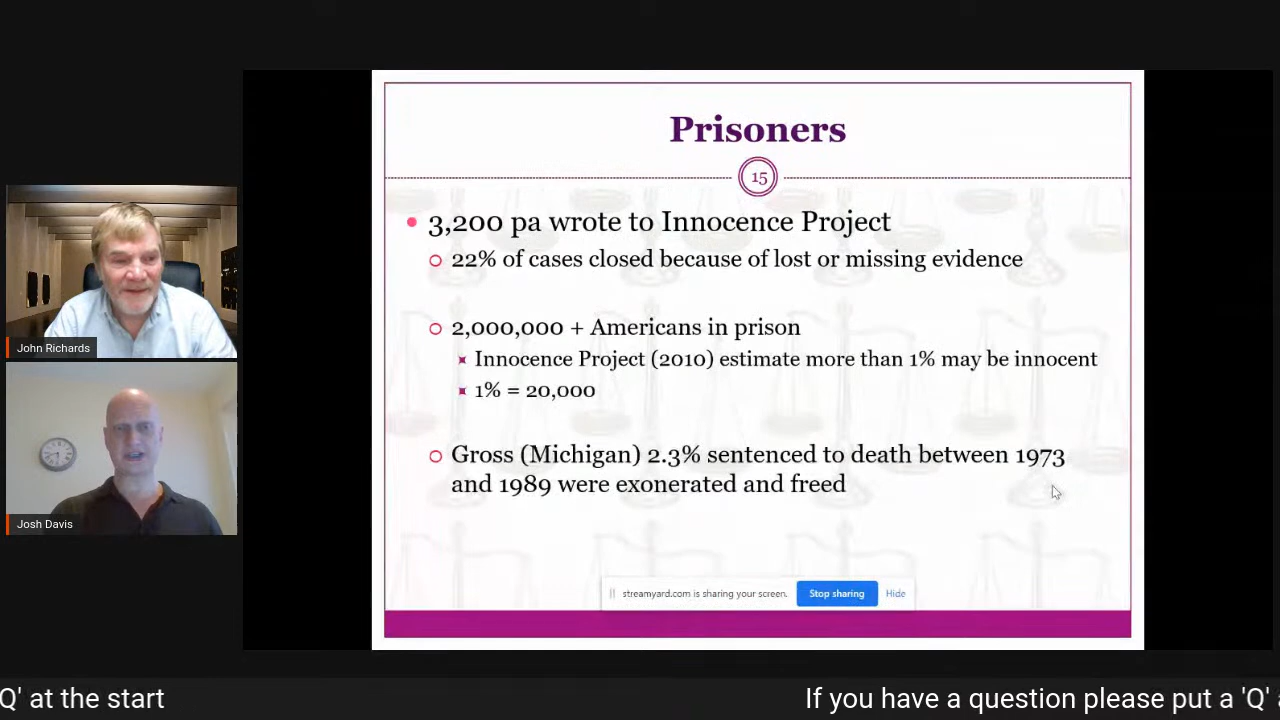 Prisoners
15
3,200 pa wrote to Innocence Project
22% of cases closed because of lost or missing evidence
2,000,000 + Americans in prison
Innocence Project (2010) estimate more than 1% may be innocent
1% = 20,000
Gross (Michigan) 2.3% sentenced to death between 1973
and 1989 were exonerated and freed
streamyard.com is sharing your screen. Stop sharing Hide
John Richards
Josh Davis
Q' at the start
If you have a question please put a 'Q'